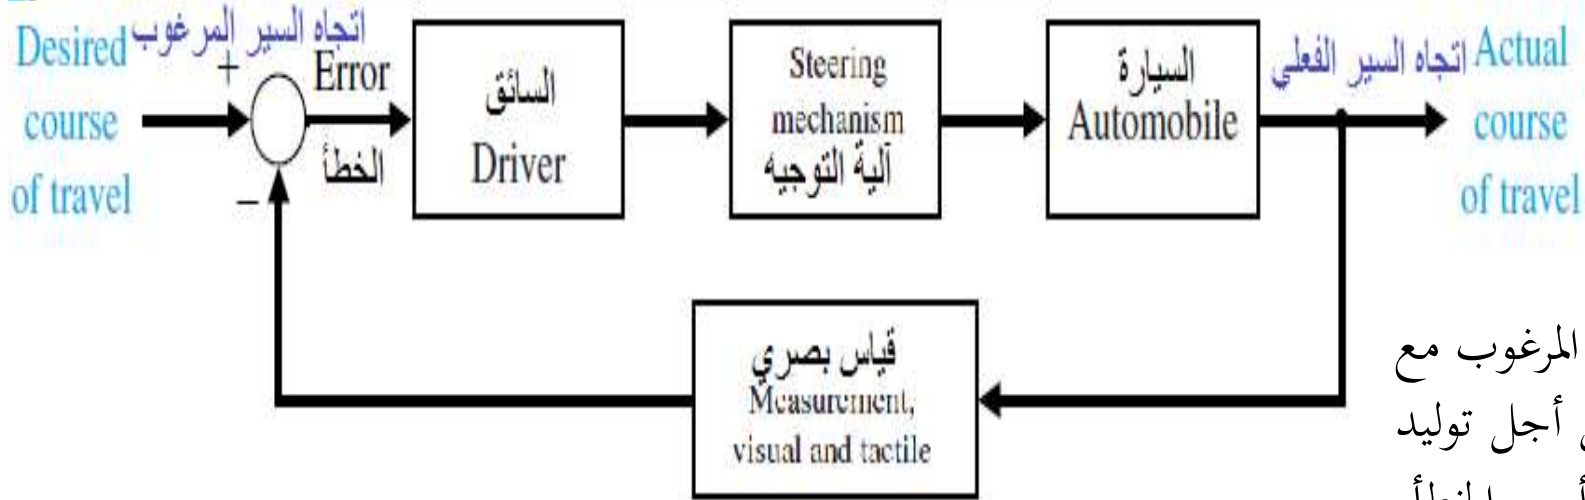 Desired
course
of travel
اتجاه السير المرغوب
+
−
Error
الخطأ
السائق
Driver
Steering
mechanism
آلية التوجيه
السيارة
Automobile
اتجاه السير الفعلي
Actual
course
of travel
قياس بصري
Measurement,
visual and tactile
المرغوب مع
أجل توليد